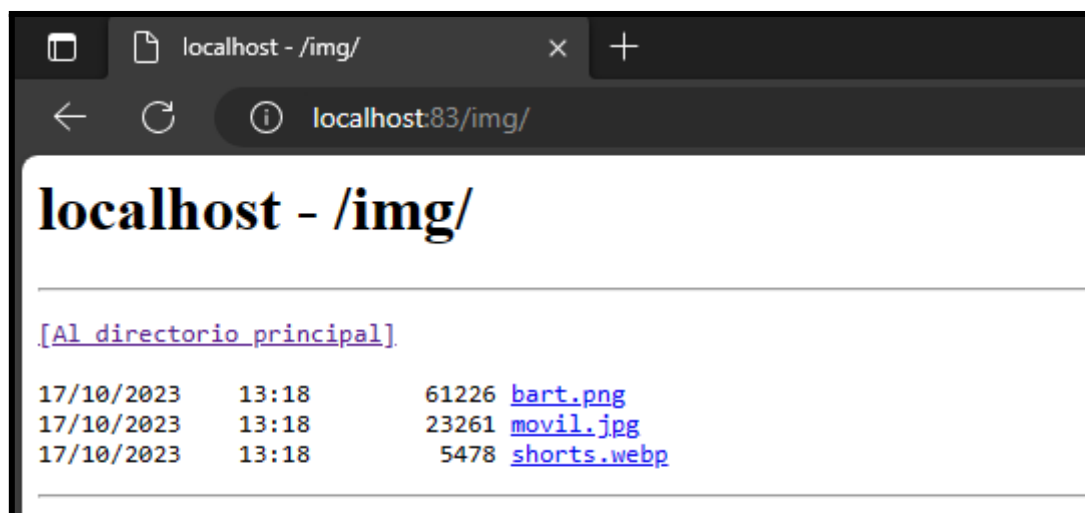 localhost - /img/
localhost:83/img/
localhost - /img/
[Al directorio principal]
17/10/2023 13:18 61226 bart.png
17/10/2023 13:18 23261 movil.jpg
17/10/2023 13:18 5478 shorts.webp